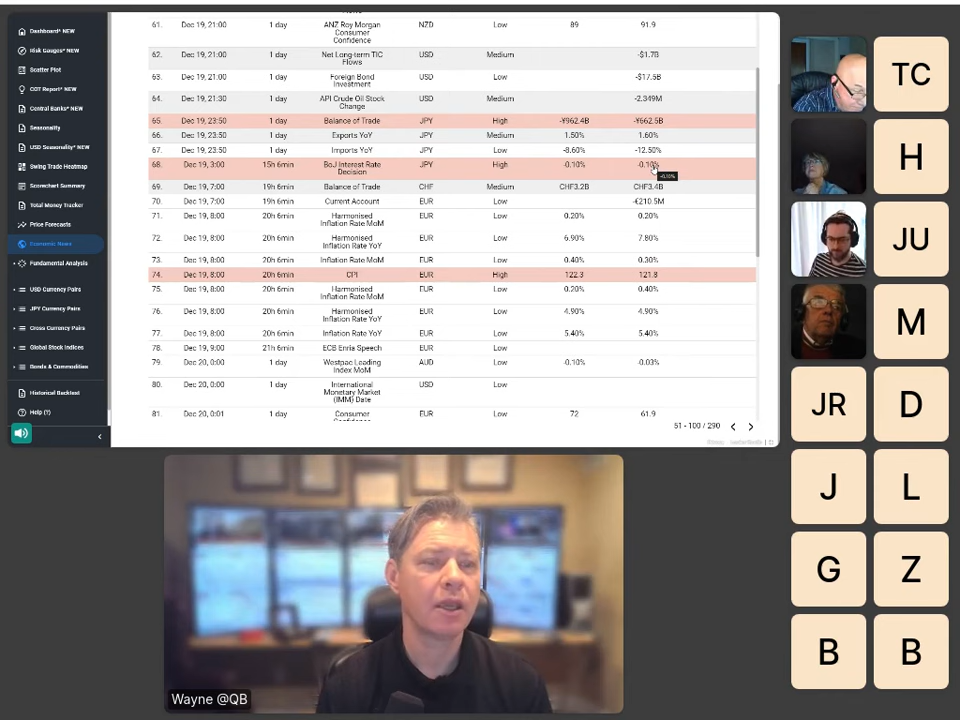 Dashboard* NEW
Risk Gauges* NEW
Scatter Plot
COT Report* NEW
Central Banks* NEW
Seasonality
USD Seasonality* NEW
Swing Trade Heatmap
Scorechart Summary
Total Money Tracker
Price Forecasts
Economic News
Fundamental Analysis
USD Currency Pairs
JPY Currency Pairs
Cross Currency Pairs
Global Stock Indices
Bonds & Commodities
Historical Backtest
Help (?)
61. Dec 19, 21:00 1 day ANZ Roy Morgan Consumer Confidence NZD Low 89 91.9
62. Dec 19, 21:00 1 day Net Long-term TIC Flows USD Medium -$1.7B
63. Dec 19, 21:00 1 day Foreign Bond Investment USD Low -$17.5B
64. Dec 19, 21:30 1 day API Crude Oil Stock Change USD Medium -2.349M
65. Dec 19, 23:50 1 day Balance of Trade JPY High -¥962.4B -¥662.5B
66. Dec 19, 23:50 1 day Exports YoY JPY Medium 1.50% 1.60%
67. Dec 19, 23:50 1 day Imports YoY JPY Low -8.60% -12.50%
68. Dec 19, 3:00 15h 6min BoJ Interest Rate Decision JPY High -0.10% -0.10%
-0.10%
69. Dec 19, 7:00 19h 6min Balance of Trade CHF Medium CHF3.2B CHF3.4B
70. Dec 19, 7:00 19h 6min Current Account EUR Low -€210.5M
71. Dec 19, 8:00 20h 6min Harmonised Inflation Rate MoM EUR Low 0.20% 0.20%
72. Dec 19, 8:00 20h 6min Harmonised Inflation Rate YoY EUR Low 6.90% 7.80%
73. Dec 19, 8:00 20h 6min Inflation Rate MoM EUR Low 0.40% 0.30%
74. Dec 19, 8:00 20h 6min CPI EUR High 122.3 121.8
75. Dec 19, 8:00 20h 6min Harmonised Inflation Rate MoM EUR Low 0.20% 0.40%
76. Dec 19, 8:00 20h 6min Harmonised Inflation Rate YoY EUR Low 4.90% 4.90%
77. Dec 19, 8:00 20h 6min Inflation Rate YoY EUR Low 5.40% 5.40%
78. Dec 19, 9:00 21h 6min ECB Enria Speech EUR Low
79. Dec 20, 0:00 1 day Westpac Leading Index MoM AUD Low -0.10% -0.03%
80. Dec 20, 0:00 1 day International Monetary Market (IMM) Date USD Low
81. Dec 20, 0:01 1 day Consumer EUR Low 72 61.9
51 - 100 / 290
Wayne @QB
TC
H
JU
M
JR
D
J
L
G
Z
B
B